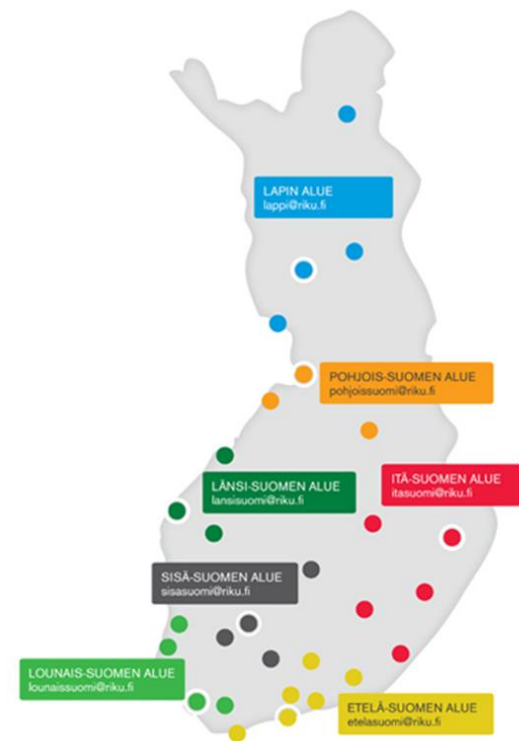 LAPIN ALUE
lappi@riku.fi
POHJOIS-SUOMEN ALUE
pohjoissuomi@riku.fi
ITÄ-SUOMEN ALUE
itasuomi@riku.fi
LÄNSI-SUOMEN ALUE
lansisuomi@riku.fi
SISÄ-SUOMEN ALUE
sisasuomi@riku.fi
LOUNAIS-SUOMEN ALUE
lounaissuomi@riku.fi
ETELÄ-SUOMEN ALUE
etelasuomi@riku.fi